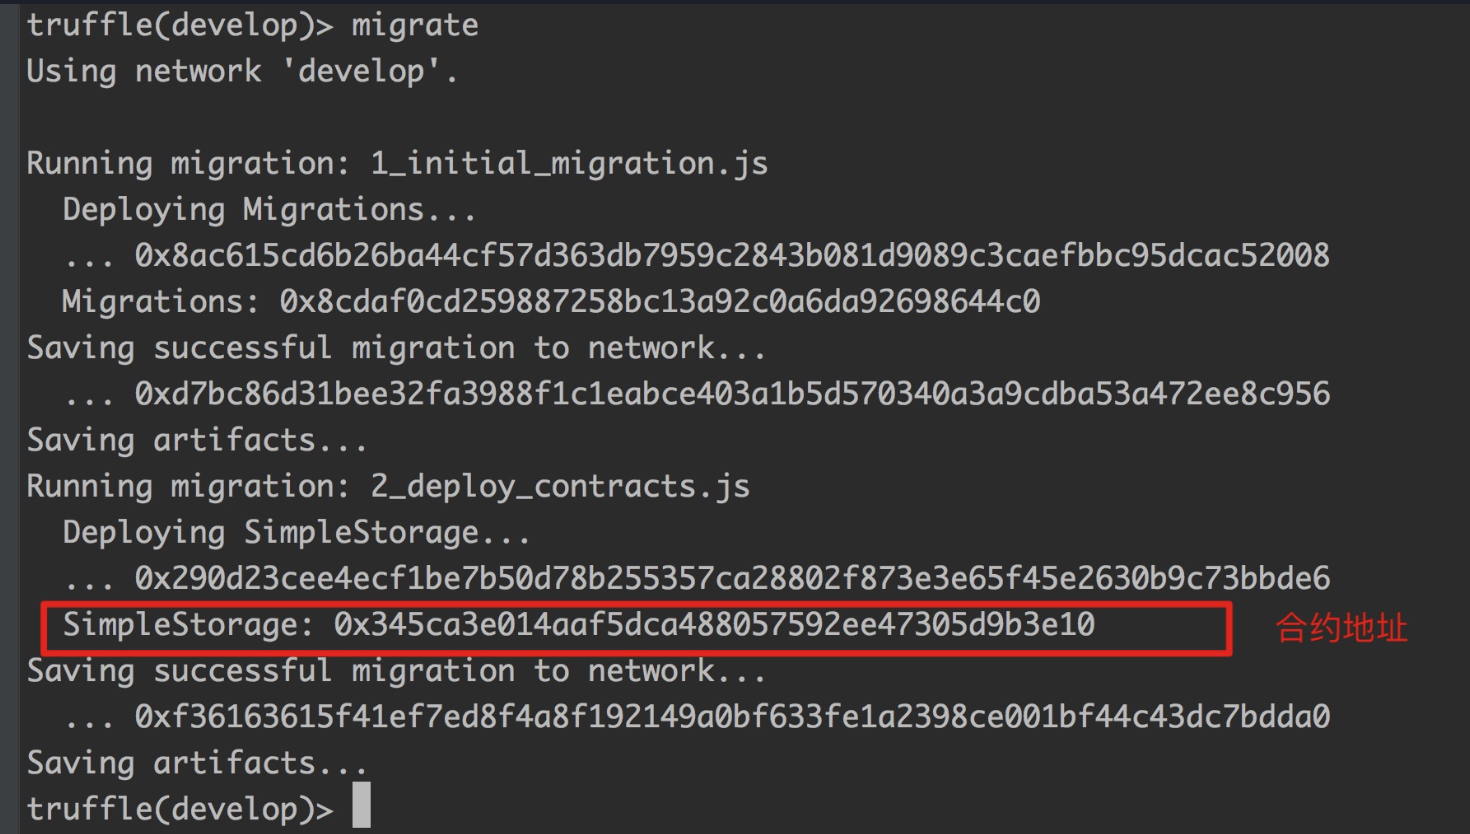 truffle(develop)> migrate
Using network 'develop'.
Running migration: 1_initial_migration.js
Deploying Migrations...
... 0x8ac615cd6b26ba44cf57d363db7959c2843b081d9089c3caefbbc95dcac52008
Migrations: 0x8cdaf0cd259887258bc13a92c0a6da92698644c0
Saving successful migration to network...
... 0xd7bc86d31bee32fa3988f1c1eabce403a1b5d570340a3a9cdba53a472ee8c956
Saving artifacts...
Running migration: 2_deploy_contracts.js
Deploying SimpleStorage...
... 0x290d23cee4ecf1be7b50d78b255357ca28802f873e3e65f45e2630b9c73bbde6
SimpleStorage: 0x345ca3e014aaf5dca488057592ee47305d9b3e10 合约地址
Saving successful migration to network...
... 0xf36163615f41ef7ed8f4a8f192149a0bf633fe1a2398ce001bf44c43dc7bdda0
Saving artifacts...
truffle(develop)>